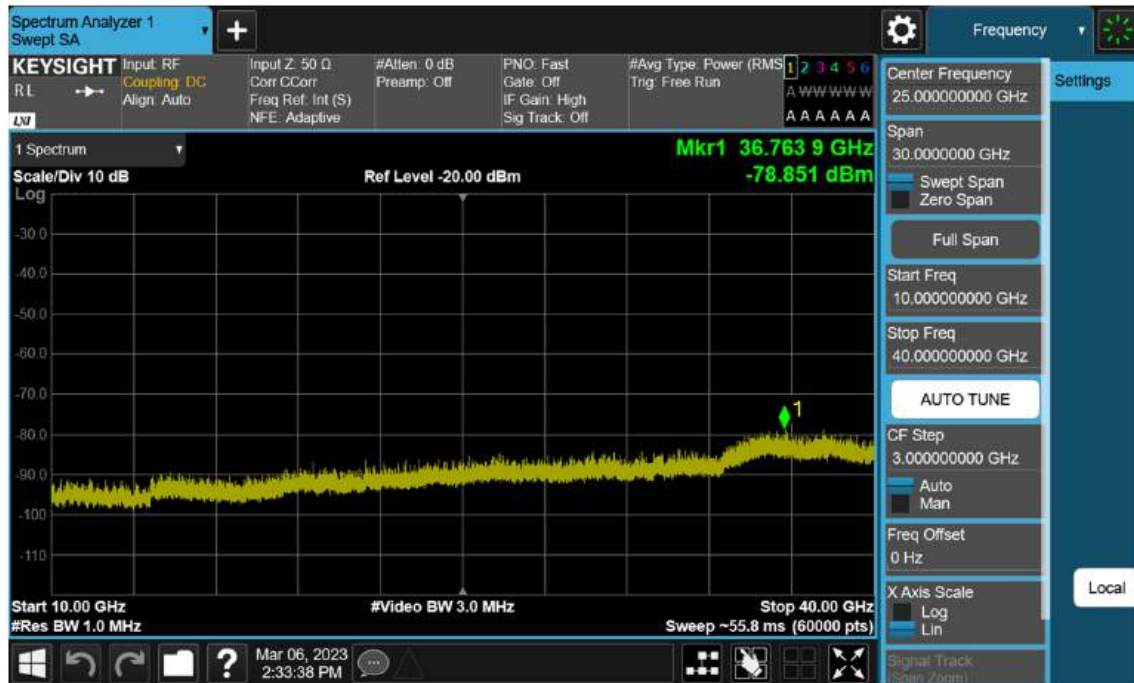 Spectrum Analyzer 1
Swept SA
+
Frequency
KEYSIGHT
RL
LXI
Input: RF
Coupling: DC
Align: Auto
Input Z: 50 Ω
Corr CCorr
Freq Ref: Int (S)
NFE: Adaptive
#Atten: 0 dB
Preamp: Off
PNO: Fast
Gate: Off
IF Gain: High
Sig Track: Off
#Avg Type: Power (RMS
Trig: Free Run
1 2 3 4 5 6
A W W W W W
A A A A A A
1 Spectrum
Scale/Div 10 dB
Log
Ref Level -20.00 dBm
Mkr1 36.763 9 GHz
-78.851 dBm
-30.0
-40.0
-50.0
-60.0
-70.0
-80.0
-90.0
-100
-110
1
Start 10.00 GHz
#Res BW 1.0 MHz
#Video BW 3.0 MHz
Stop 40.00 GHz
Sweep ~55.8 ms (60000 pts)
Center Frequency
25.000000000 GHz
Span
30.0000000 GHz
Swept Span
Zero Span
Full Span
Start Freq
10.000000000 GHz
Stop Freq
40.000000000 GHz
AUTO TUNE
CF Step
3.000000000 GHz
Auto
Man
Freq Offset
0 Hz
X Axis Scale
Log
Lin
Signal Track
(Span Zoom)
Settings
Local
?
Mar 06, 2023
2:33:38 PM